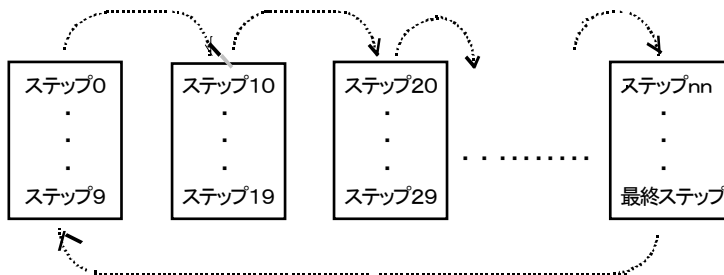 ステップ0
・
・
・
ステップ9
ステップ10
・
・
・
ステップ19
ステップ20
・
・
・
ステップ29
・・・・・・・・・・
ステップnn
・
・
・
最終ステップ